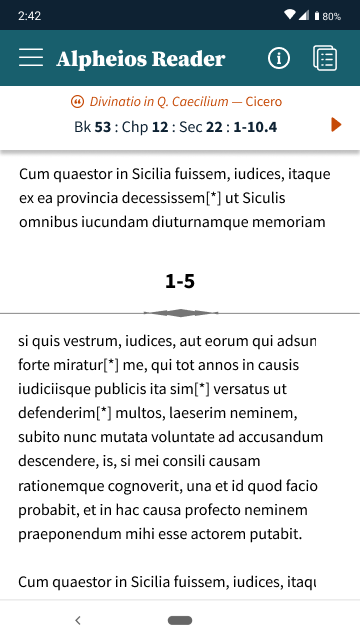 2:42
80%
Alpheios Reader
Divinatio in Q. Caecilium — Cicero
Bk 53 : Chp 12 : Sec 22 : 1-10.4
Cum quaestor in Sicilia fuissem, iudices, itaque
ex ea provincia decessissem[*] ut Siculis
omnibus iucundam diuturnamque memoriam
1-5
si quis vestrum, iudices, aut eorum qui adsun
forte miratur[*] me, qui tot annos in causis
iudiciisque publicis ita sim[*] versatus ut
defenderim[*] multos, laeserim neminem,
subito nunc mutata voluntate ad accusandum
descendere, is, si mei consili causam
rationemque cognoverit, una et id quod facio
probabit, et in hac causa profecto neminem
praeponendum mihi esse actorem putabit.
Cum quaestor in Sicilia fuissem, iudices, itaqu